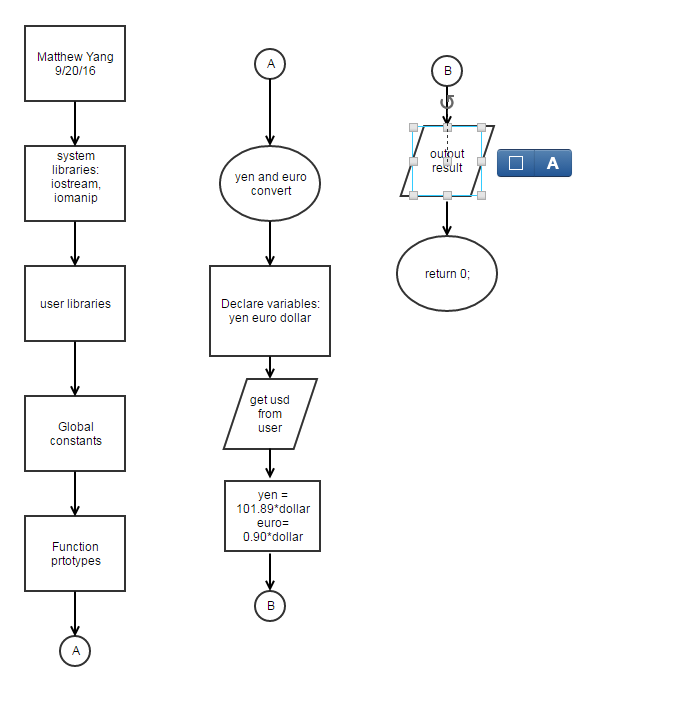 Matthew Yang
9/20/16
system
libraries:
iostream,
iomanip
user libraries
Global
constants
Function
prtotypes
A
A
yen and euro
convert
Declare variables:
yen euro dollar
get usd
from
user
yen =
101.89*dollar
euro=
0.90*dollar
B
B
output
result
A
return 0;